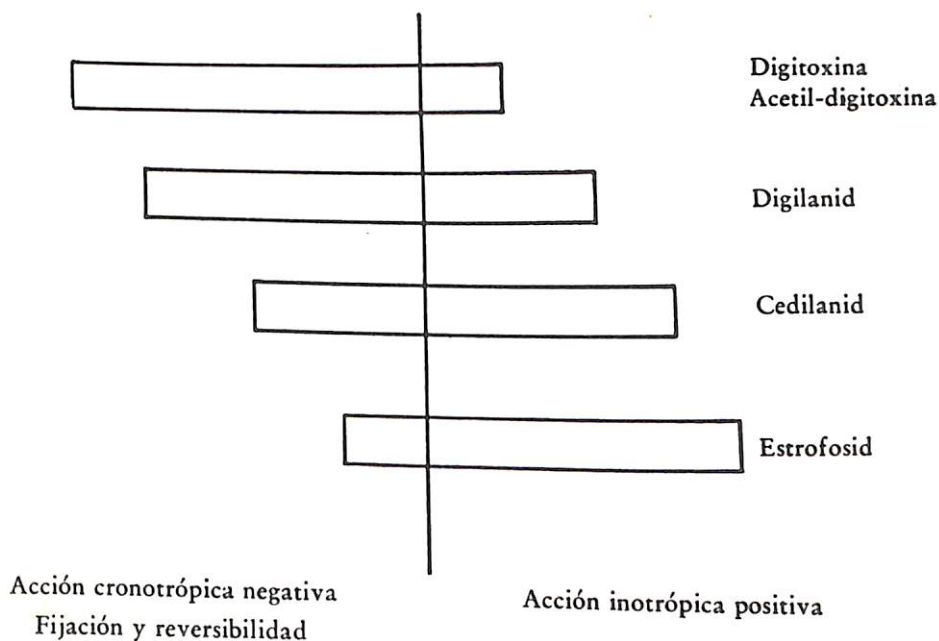 Digitoxina
Acetil-digitoxina
Digilanid
Cedilanid
Estrofosid
Acción cronotrópica negativa
Fijación y reversibilidad
Acción inotrópica positiva